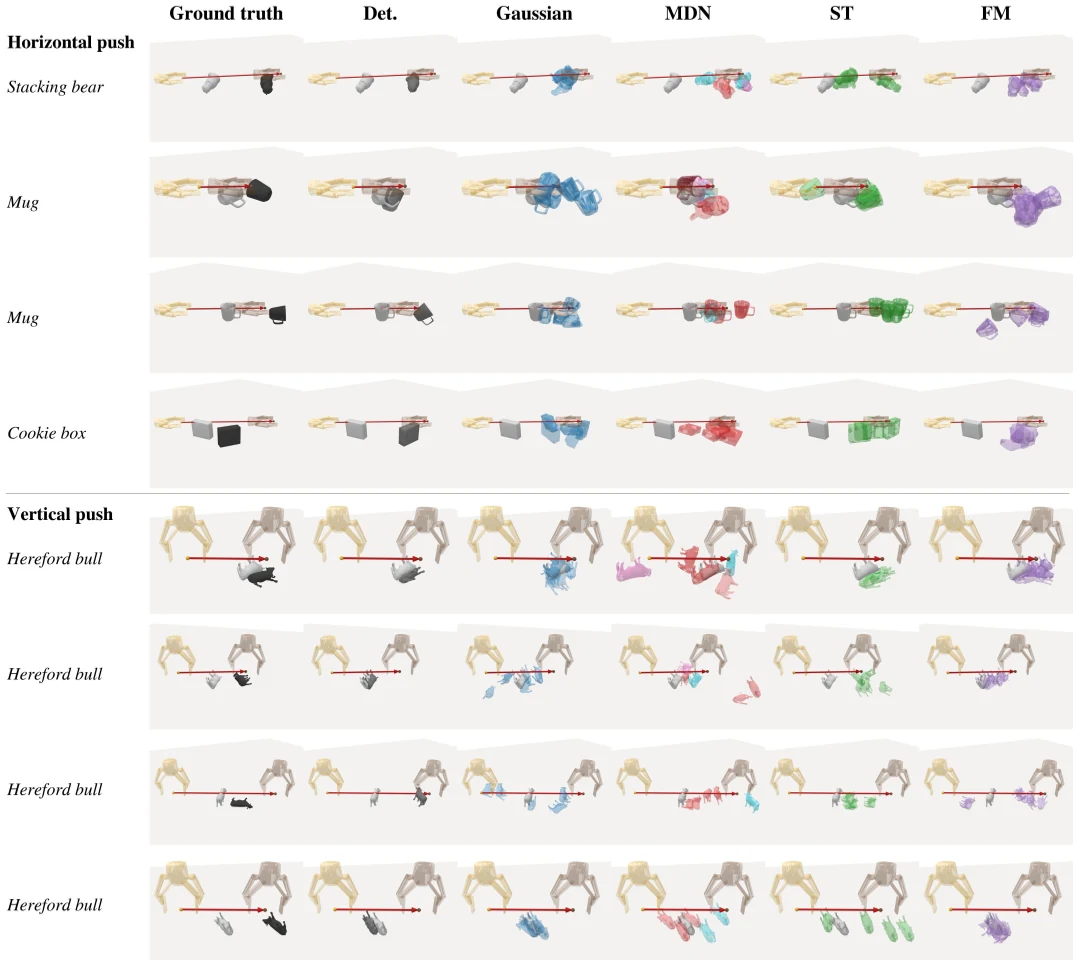 Ground truth Det. Gaussian MDN ST FM
Horizontal push
Stacking bear
Mug
Mug
Cookie box
Vertical push
Hereford bull
Hereford bull
Hereford bull
Hereford bull